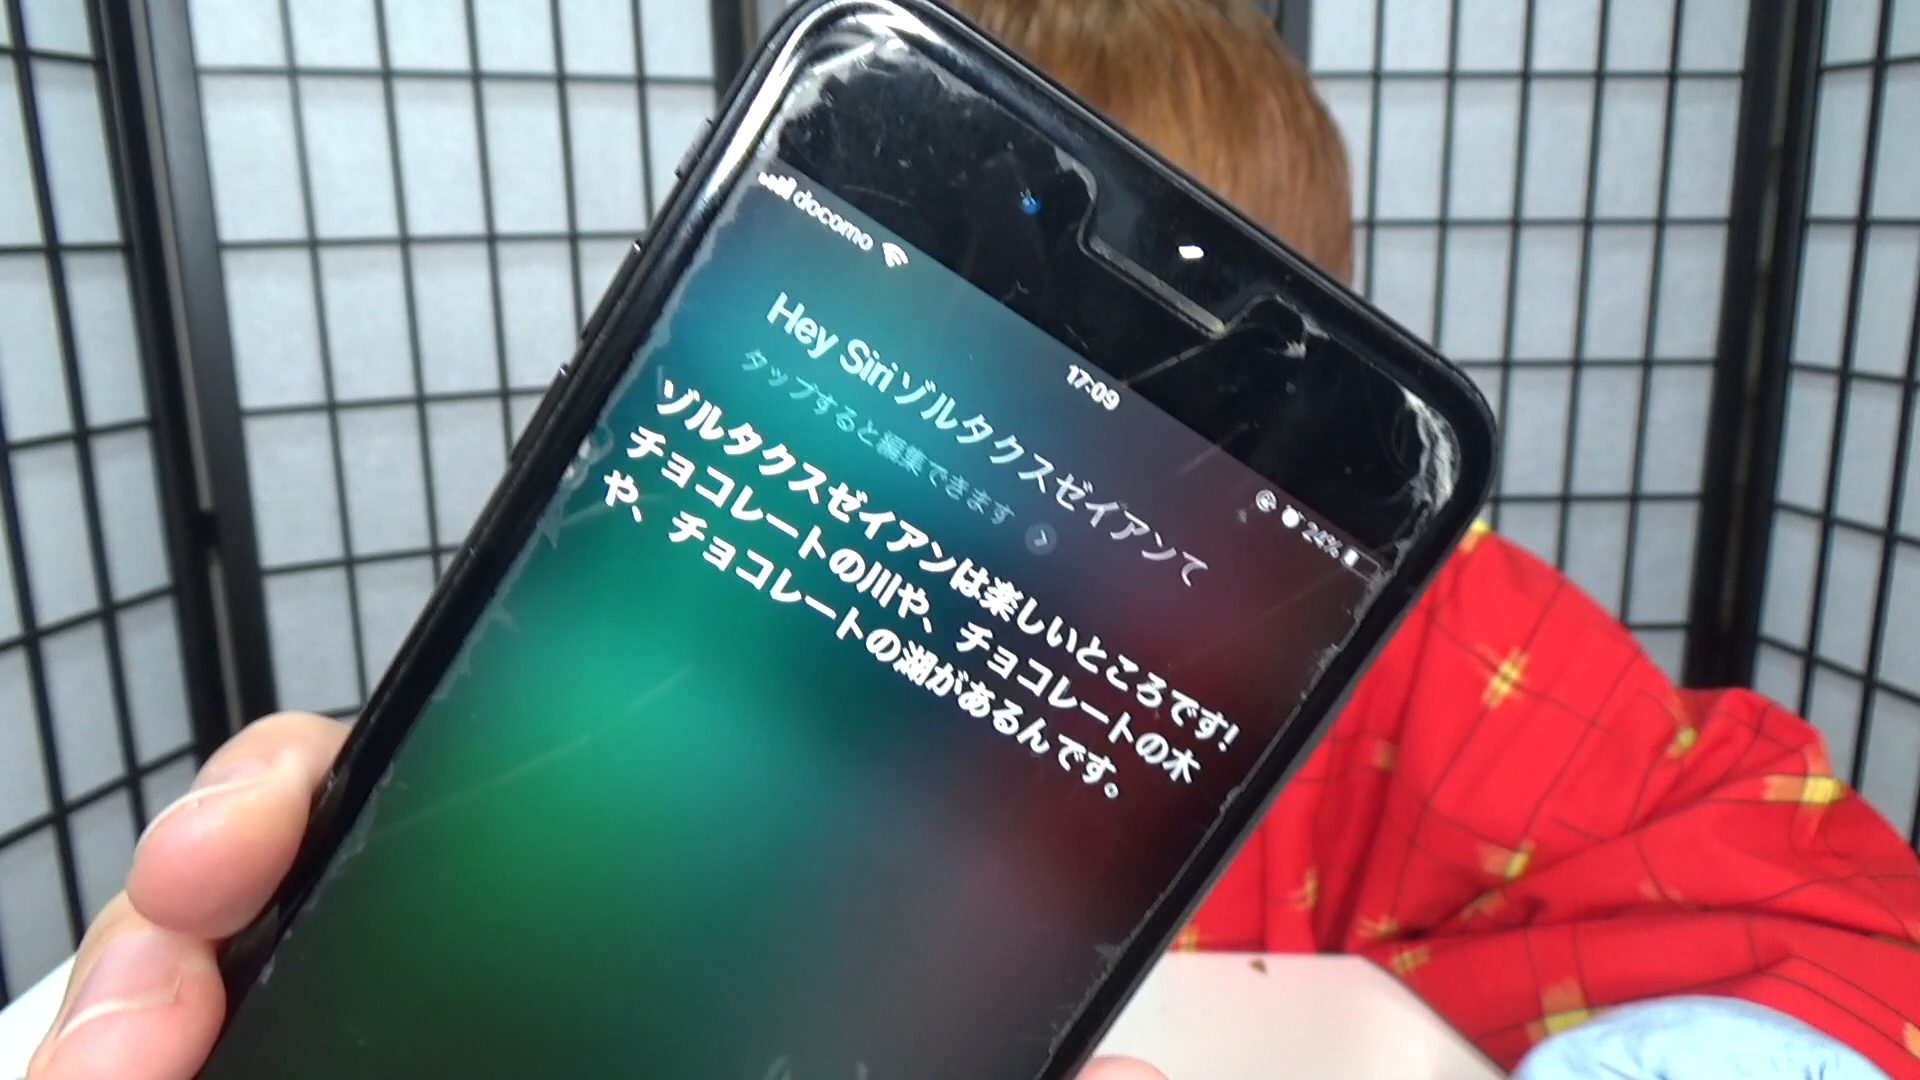 docomo
17:09
24%
Hey Siri ゾルタクスゼイアンて
タップすると編集できます
ゾルタクスゼイアンは楽しいところです!
チョコレートの川や、チョコレートの木
や、チョコレートの湖があるんです。